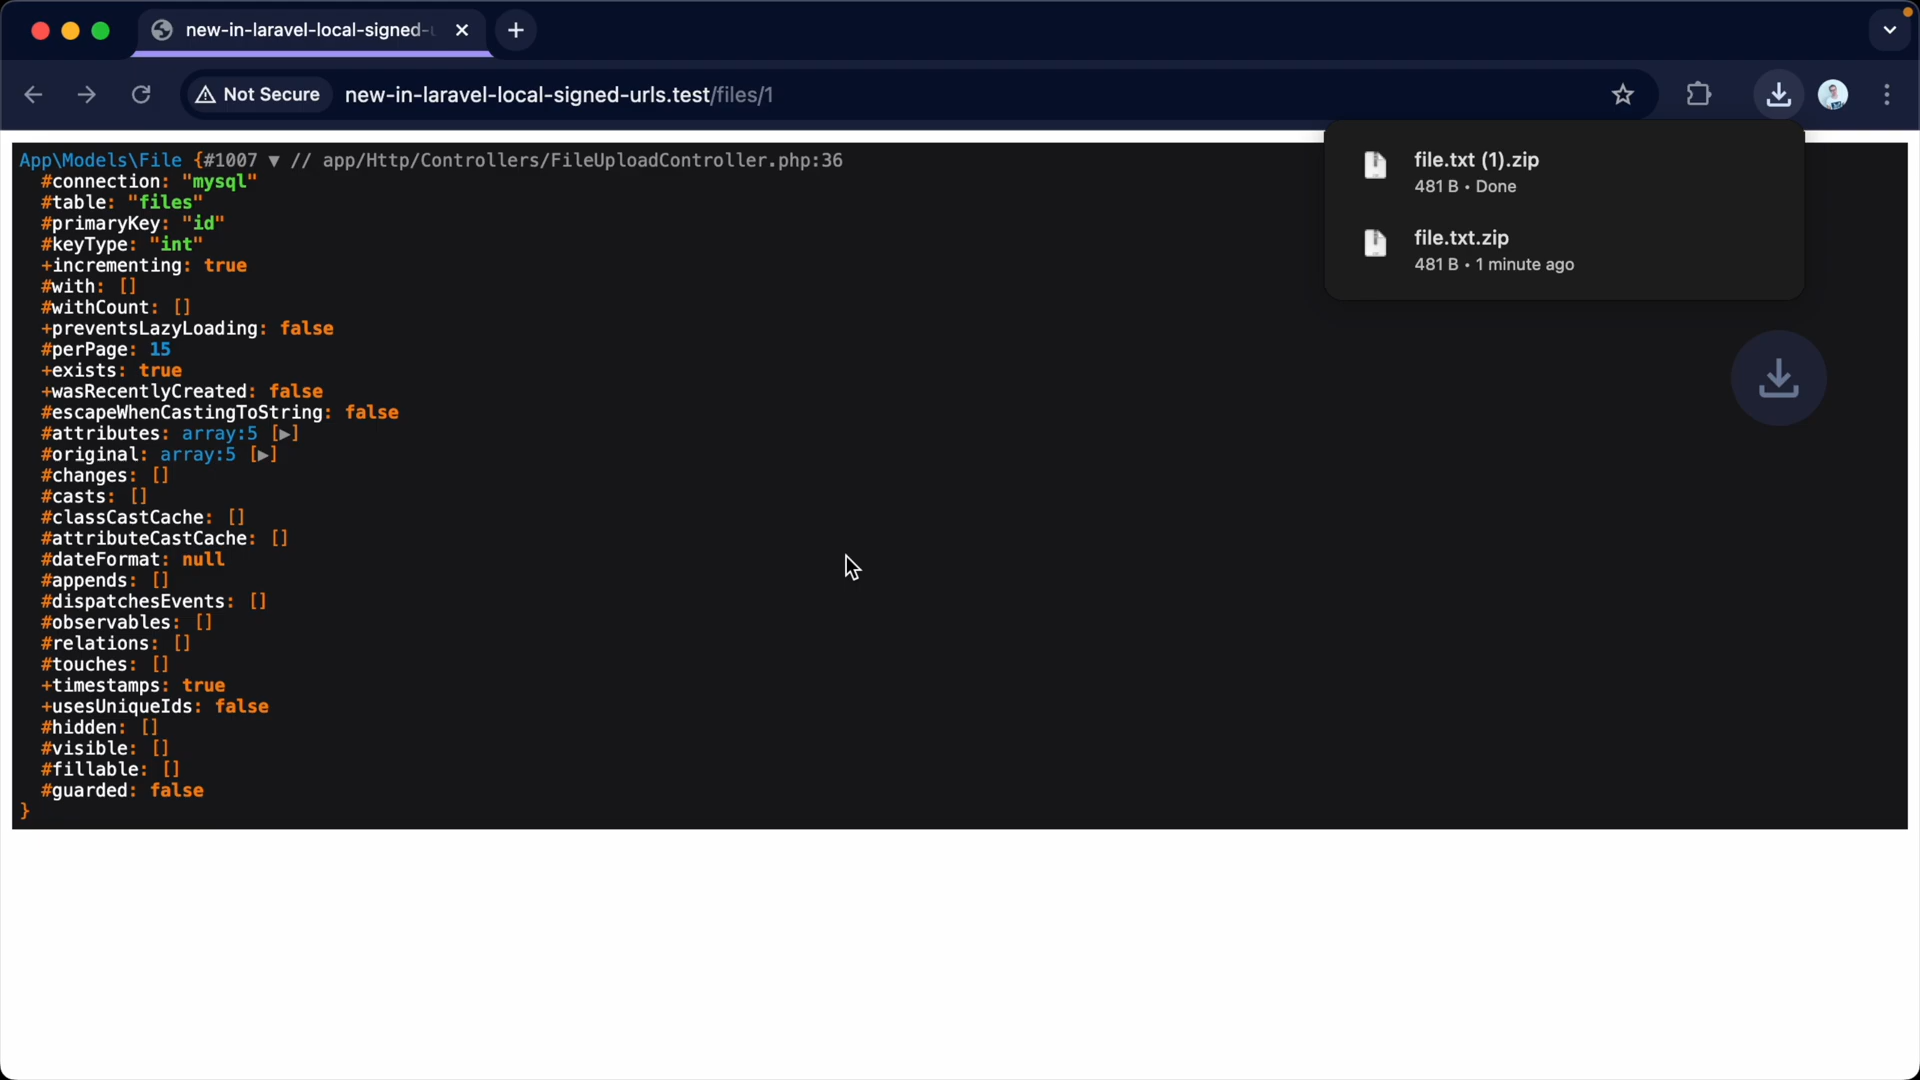 new-in-laravel-local-signed-u
Not Secure
new-in-laravel-local-signed-urls.test/files/1
file.txt (1).zip
481 B • Done
file.txt.zip
481 B • 1 minute ago
App\Models\File {#1007 ▼ // app/Http/Controllers/FileUploadController.php:36
#connection: "mysql"
#table: "files"
#primaryKey: "id"
#keyType: "int"
+incrementing: true
#with: []
#withCount: []
+preventsLazyLoading: false
#perPage: 15
+exists: true
+wasRecentlyCreated: false
#escapeWhenCastingToString: false
#attributes: array:5 [▶]
#original: array:5 [▶]
#changes: []
#casts: []
#classCastCache: []
#attributeCastCache: []
#dateFormat: null
#appends: []
#dispatchesEvents: []
#observables: []
#relations: []
#touches: []
+timestamps: true
+usesUniqueIds: false
#hidden: []
#visible: []
#fillable: []
#guarded: false
}